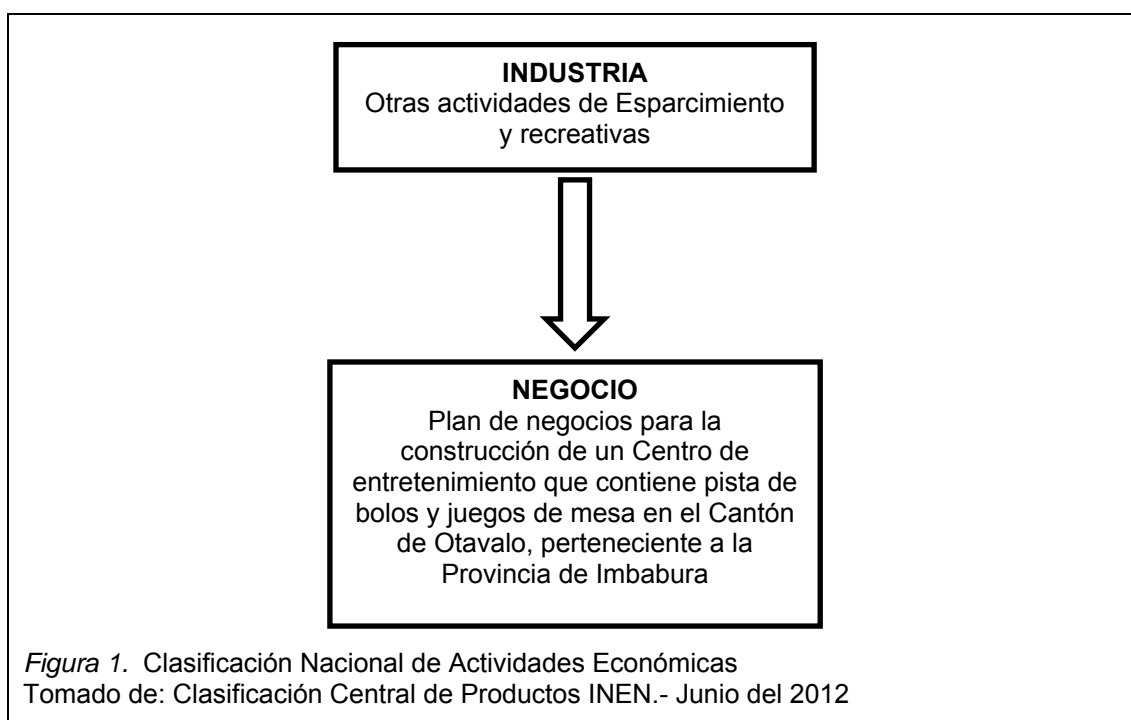 INDUSTRIA
Otras actividades de Esparcimiento
y recreativas
NEGOCIO
Plan de negocios para la
construcción de un Centro de
entretenimiento que contiene pista de
bolos y juegos de mesa en el Cantón
de Otavalo, perteneciente a la
Provincia de Imbabura
Figura 1. Clasificación Nacional de Actividades Económicas
Tomado de: Clasificación Central de Productos INEN.- Junio del 2012